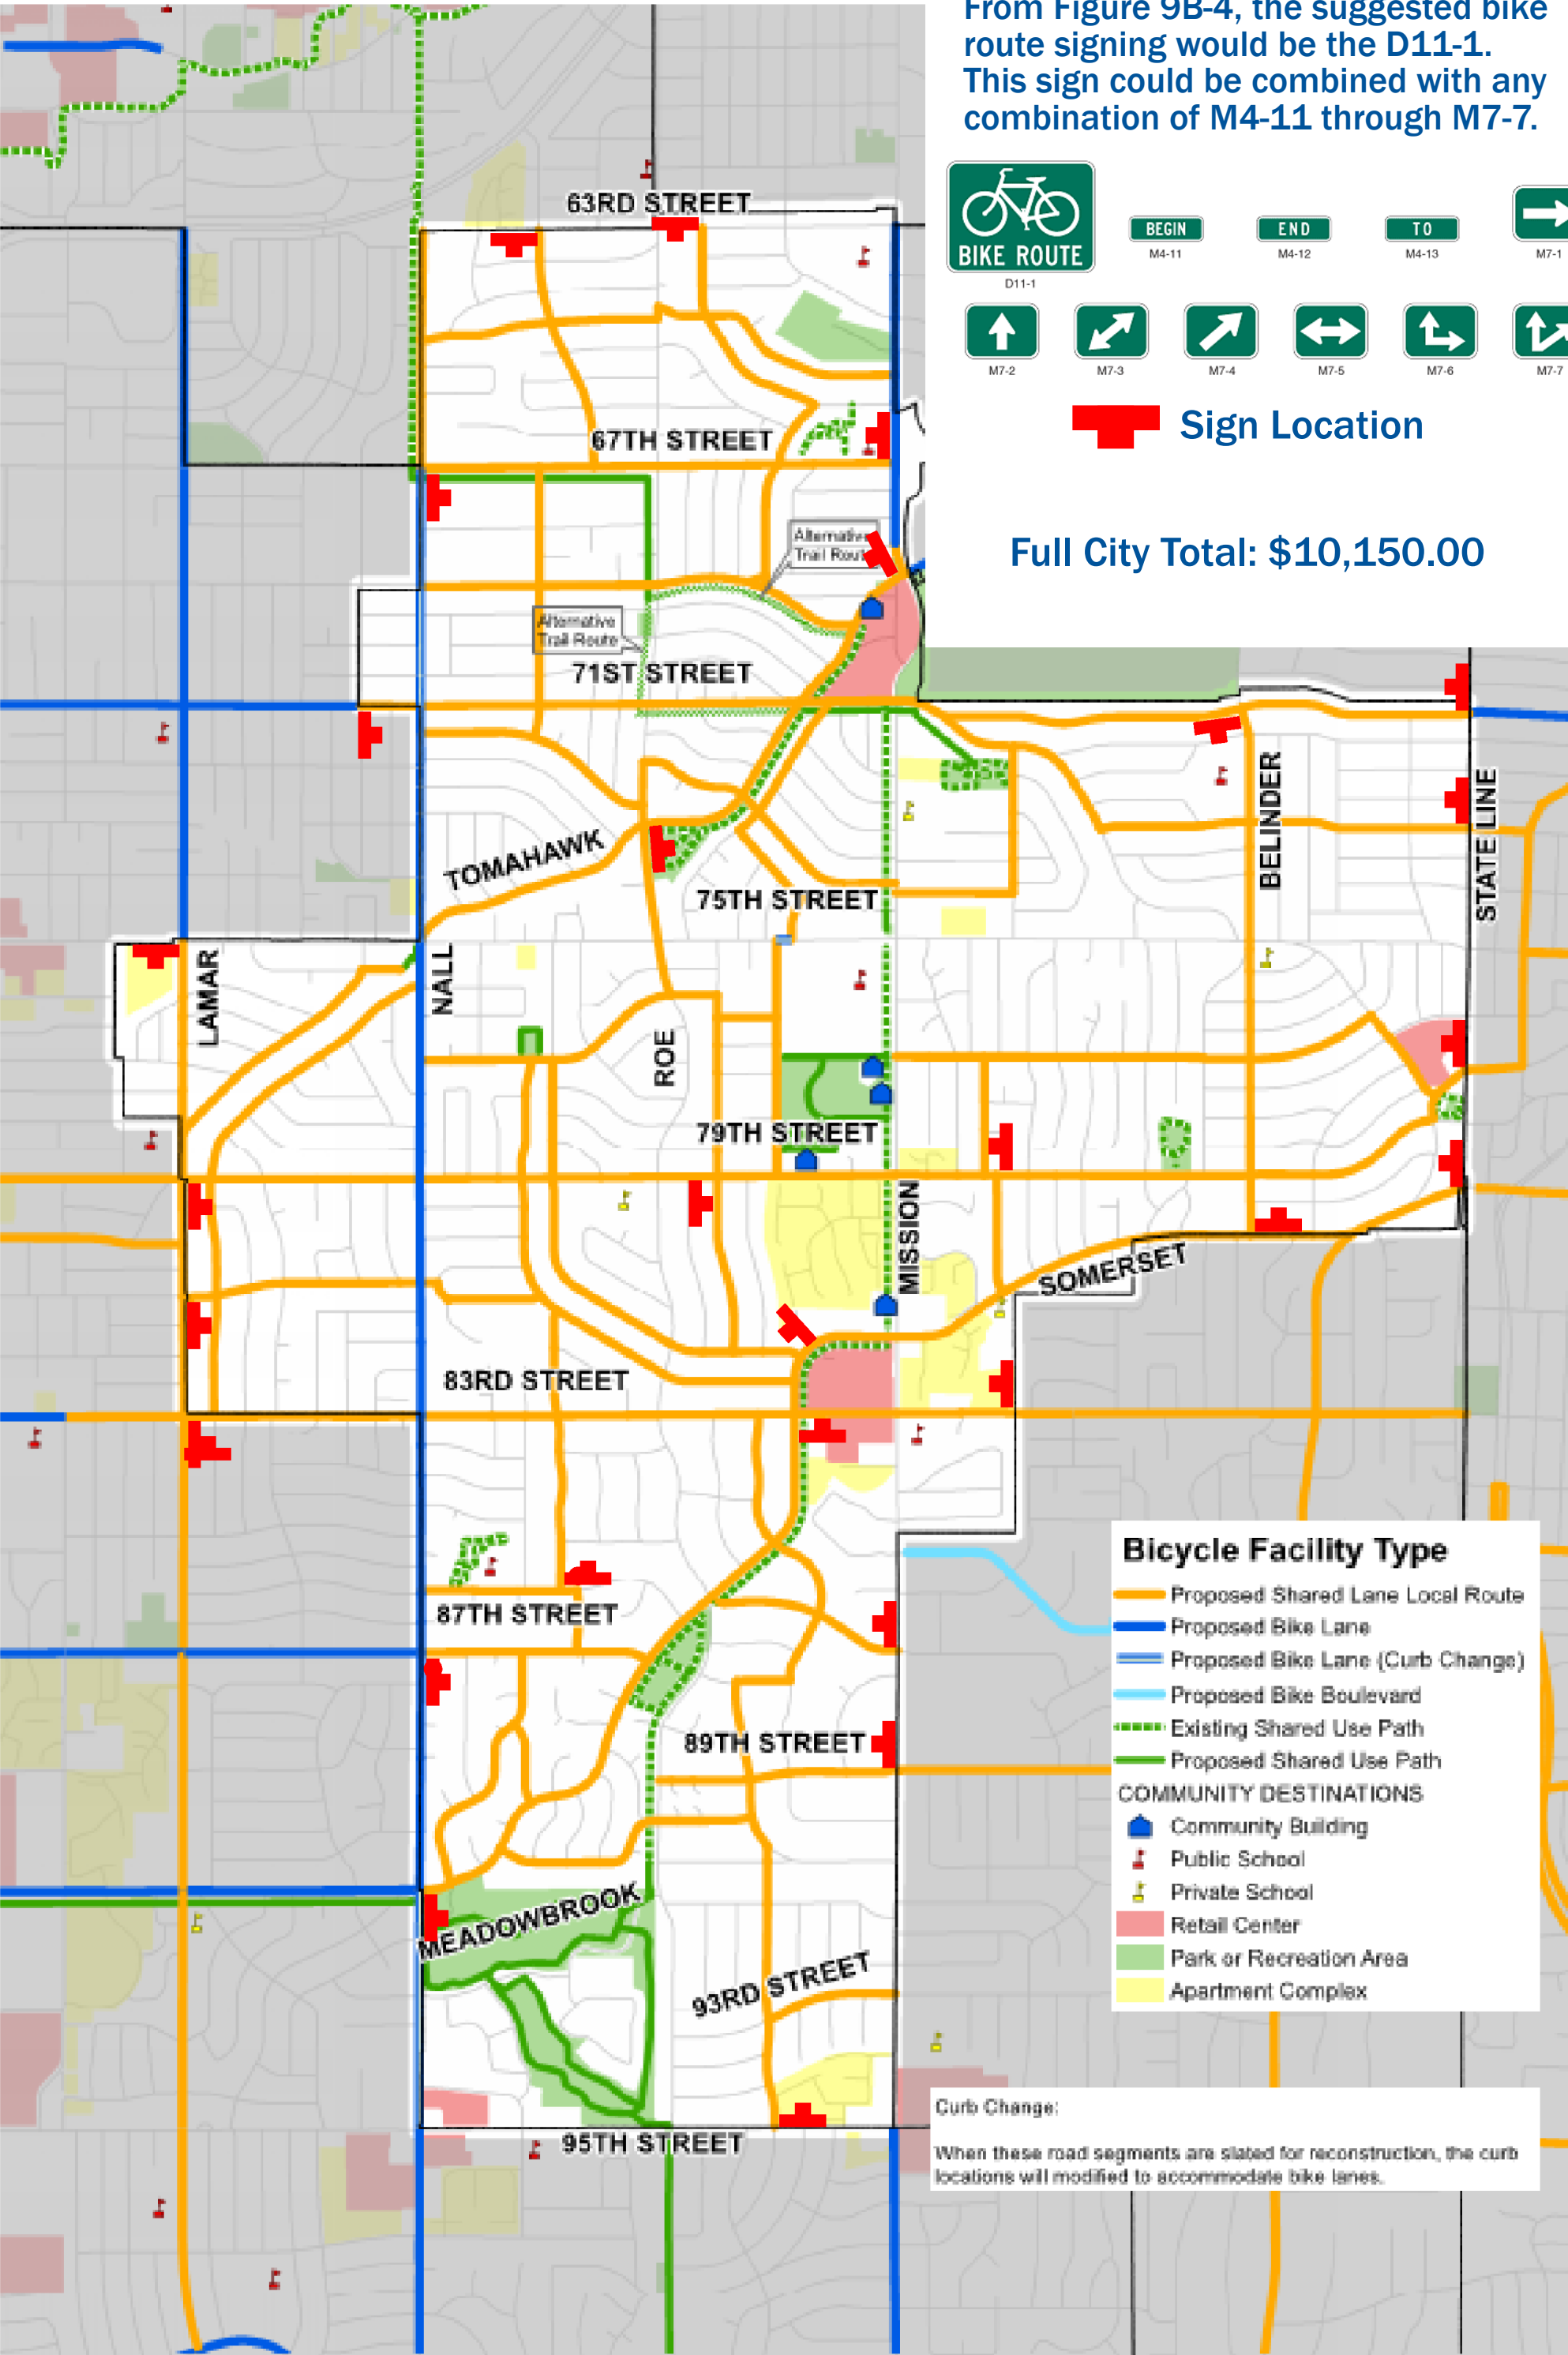 From Figure 9B-4, the suggested bike
route signing would be the D11-1.
This sign could be combined with any
combination of M4-11 through M7-7.
BIKE ROUTE
D11-1
BEGIN
M4-11
END
M4-12
TO
M4-13
M7-1
M7-2
M7-3
M7-4
M7-5
M7-6
M7-7
Sign Location
Full City Total: $10,150.00
63RD STREET
67TH STREET
Alternative
Trail Route
Alternative
Trail Route
71ST STREET
TOMAHAWK
75TH STREET
BELINDER
STATE LINE
LAMAR
NALL
ROE
79TH STREET
MISSION
SOMERSET
83RD STREET
87TH STREET
89TH STREET
MEADOWBROOK
93RD STREET
95TH STREET
Bicycle Facility Type
Proposed Shared Lane Local Route
Proposed Bike Lane
Proposed Bike Lane (Curb Change)
Proposed Bike Boulevard
Existing Shared Use Path
Proposed Shared Use Path
COMMUNITY DESTINATIONS
Community Building
Public School
Private School
Retail Center
Park or Recreation Area
Apartment Complex
Curb Change:
When these road segments are slated for reconstruction, the curb
locations will modified to accommodate bike lanes.